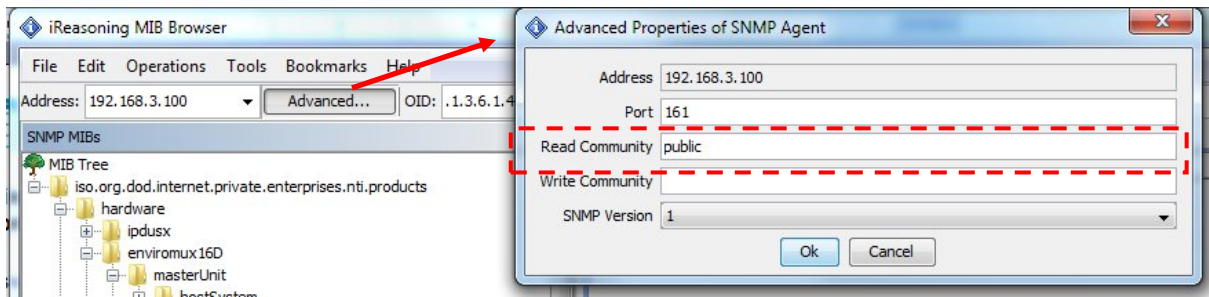 iReasoning MIB Browser
File Edit Operations Tools Bookmarks Help
Address: 192.168.3.100 Advanced... OID: .1.3.6.1.4
SNMP MIBs
MIB Tree
iso.org.dod.internet.private.enterprises.nti.products
hardware
ipdusx
enviromux16D
masterUnit
hostSystem
Advanced Properties of SNMP Agent
Address 192.168.3.100
Port 161
Read Community public
Write Community
SNMP Version 1
Ok Cancel